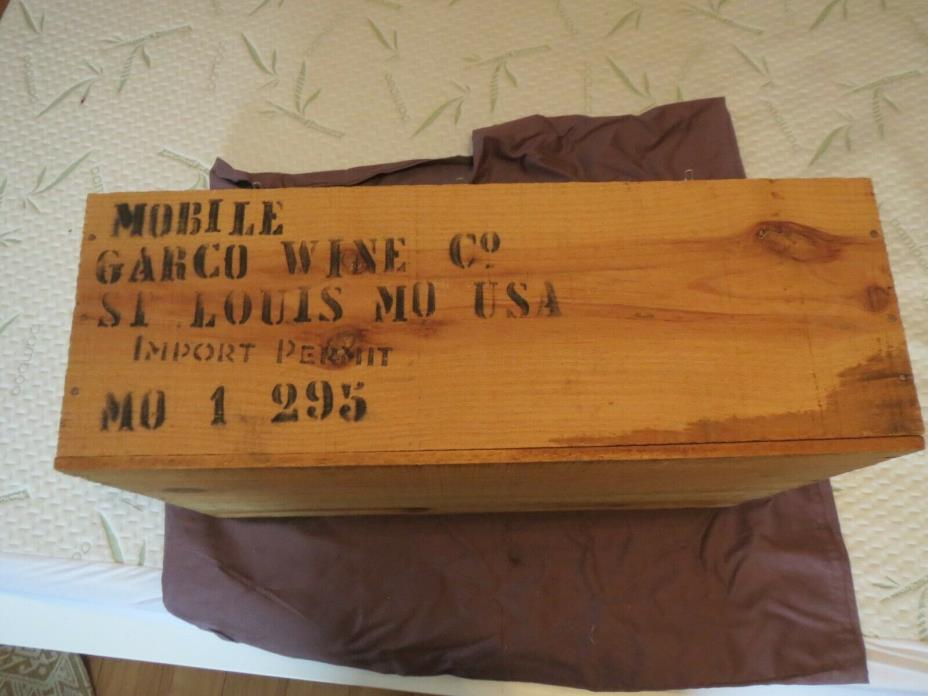 MOBILE
GARCO WINE Cº
ST LOUIS MO USA
IMPORT PERMIT
MO 1 295